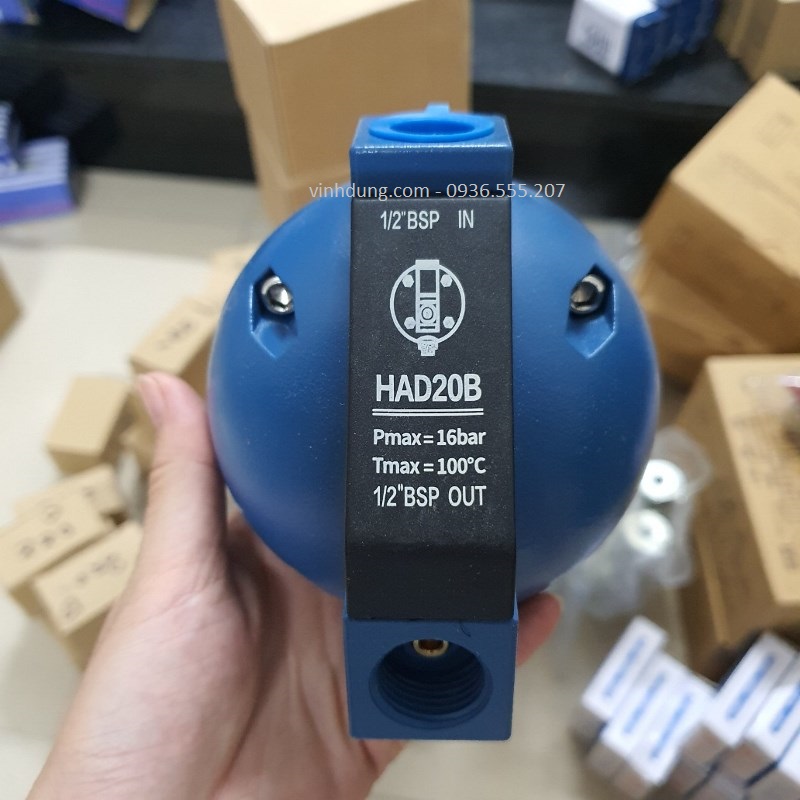 vinhdung.com - 0936.555.207
1/2"BSP IN
HAD20B
Pmax=16bar
Tmax=100°C
1/2"BSP OUT